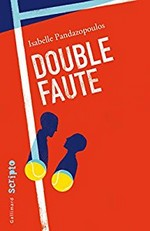 Isabelle Pandazopoulos
DOUBLE
FAUTE
Gallimard scripto